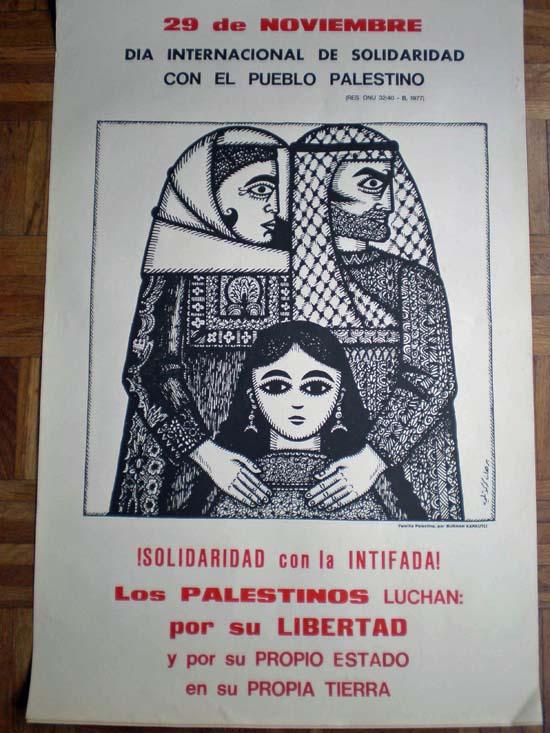 29 de NOVIEMBRE
DIA INTERNACIONAL DE SOLIDARIDAD
CON EL PUEBLO PALESTINO
(RES. ONU 32/40 - B, 1977)
Familia Palestina, por BURHAN KARKUTLI
!SOLIDARIDAD con la INTIFADA!
Los PALESTINOS LUCHAN:
por su LIBERTAD
y por su PROPIO ESTADO
en su PROPIA TIERRA